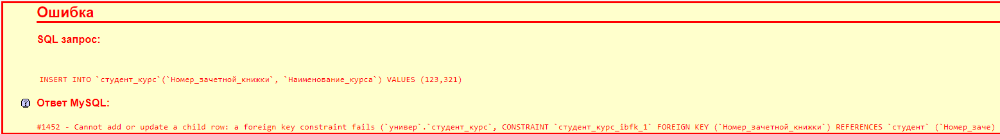 Ошибка
SQL запрос:
INSERT INTO `студент_курс`(`Номер_зачетной_книжки`, `Наименование_курса`) VALUES (123,321)
Ответ MySQL:
#1452 - Cannot add or update a child row: a foreign key constraint fails (`универ`.`студент_курс`, CONSTRAINT `студент_курс_ibfk_1` FOREIGN KEY (`Номер_зачетной_книжки`) REFERENCES `студент` (`Номер_заче)